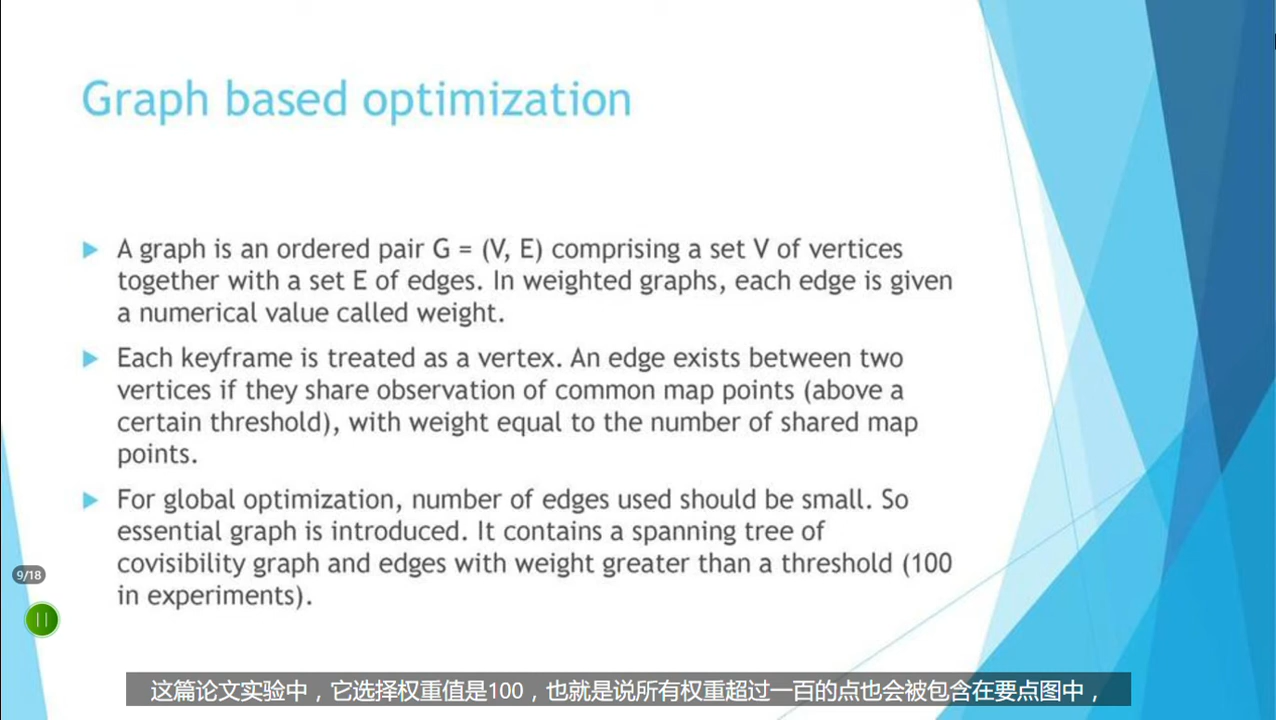 Graph based optimization
A graph is an ordered pair G = (V, E) comprising a set V of vertices
together with a set E of edges. In weighted graphs, each edge is given
a numerical value called weight.
Each keyframe is treated as a vertex. An edge exists between two
vertices if they share observation of common map points (above a
certain threshold), with weight equal to the number of shared map
points.
For global optimization, number of edges used should be small. So
essential graph is introduced. It contains a spanning tree of
covisibility graph and edges with weight greater than a threshold (100
in experiments).
9/18
这篇论文实验中，它选择权重值是100，也就是说所有权重超过一百的点也会被包含在要点图中，